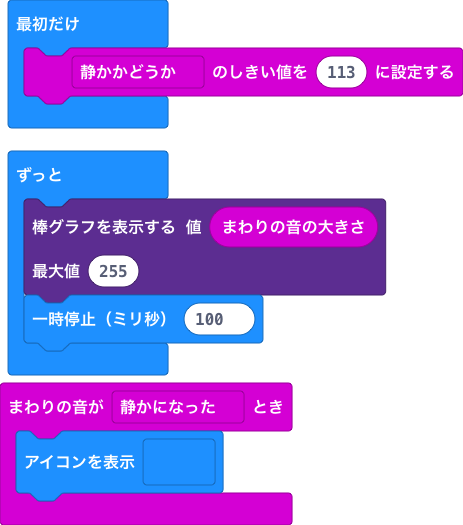 最初だけ
静かかどうか のしきい値を 113 に設定する
ずっと
棒グラフを表示する 値 まわりの音の大きさ
最大値 255
一時停止（ミリ秒） 100
まわりの音が 静かになった とき
アイコンを表示